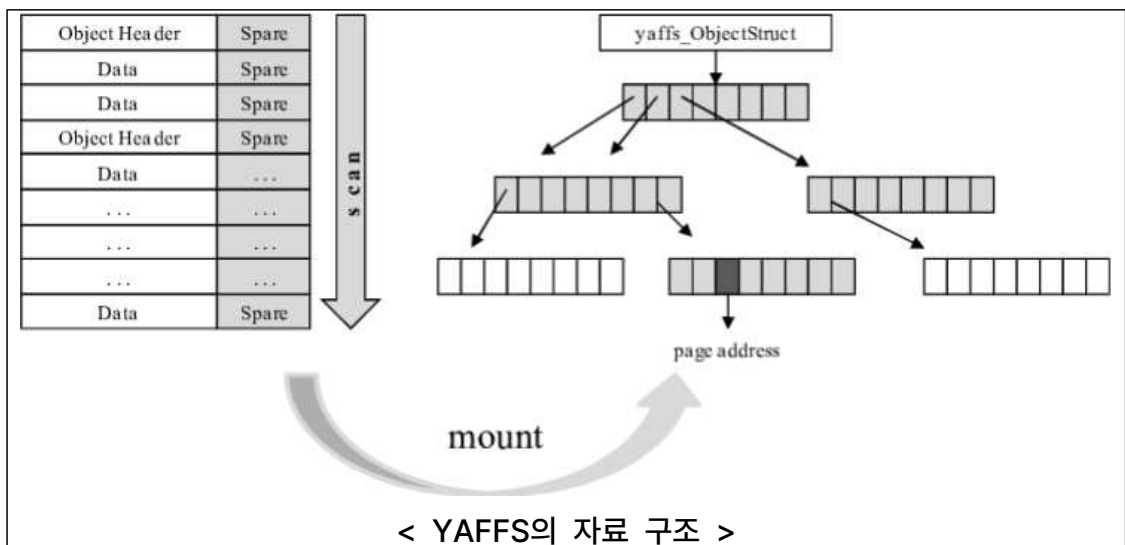 Object Header Spare
Data Spare
Data Spare
Object Header Spare
Data ...
... ...
... ...
... ...
Data Spare
scan
yaffs_ObjectStruct
page address
mount
< YAFFS의 자료 구조 >